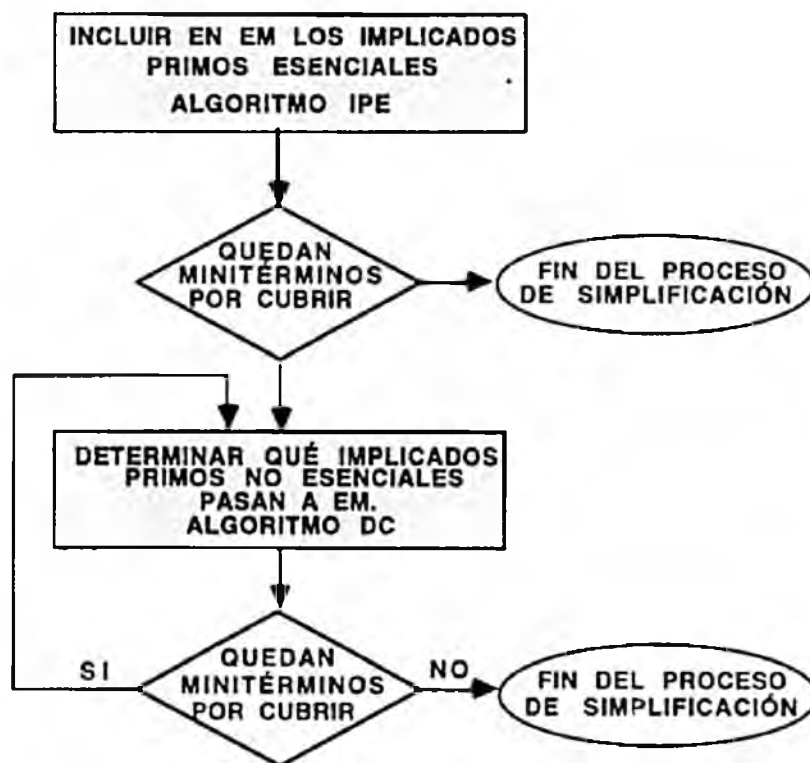 INCLUIR EN EM LOS IMPLICADOS
PRIMOS ESENCIALES
ALGORITMO IPE
QUEDAN
MINITÉRMINOS
POR CUBRIR
FIN DEL PROCESO
DE SIMPLIFICACIÓN
DETERMINAR QUÉ IMPLICADOS
PRIMOS NO ESENCIALES
PASAN A EM.
ALGORITMO DC
SI
QUEDAN
MINITÉRMINOS
POR CUBRIR
NO
FIN DEL PROCESO
DE SIMPLIFICACIÓN